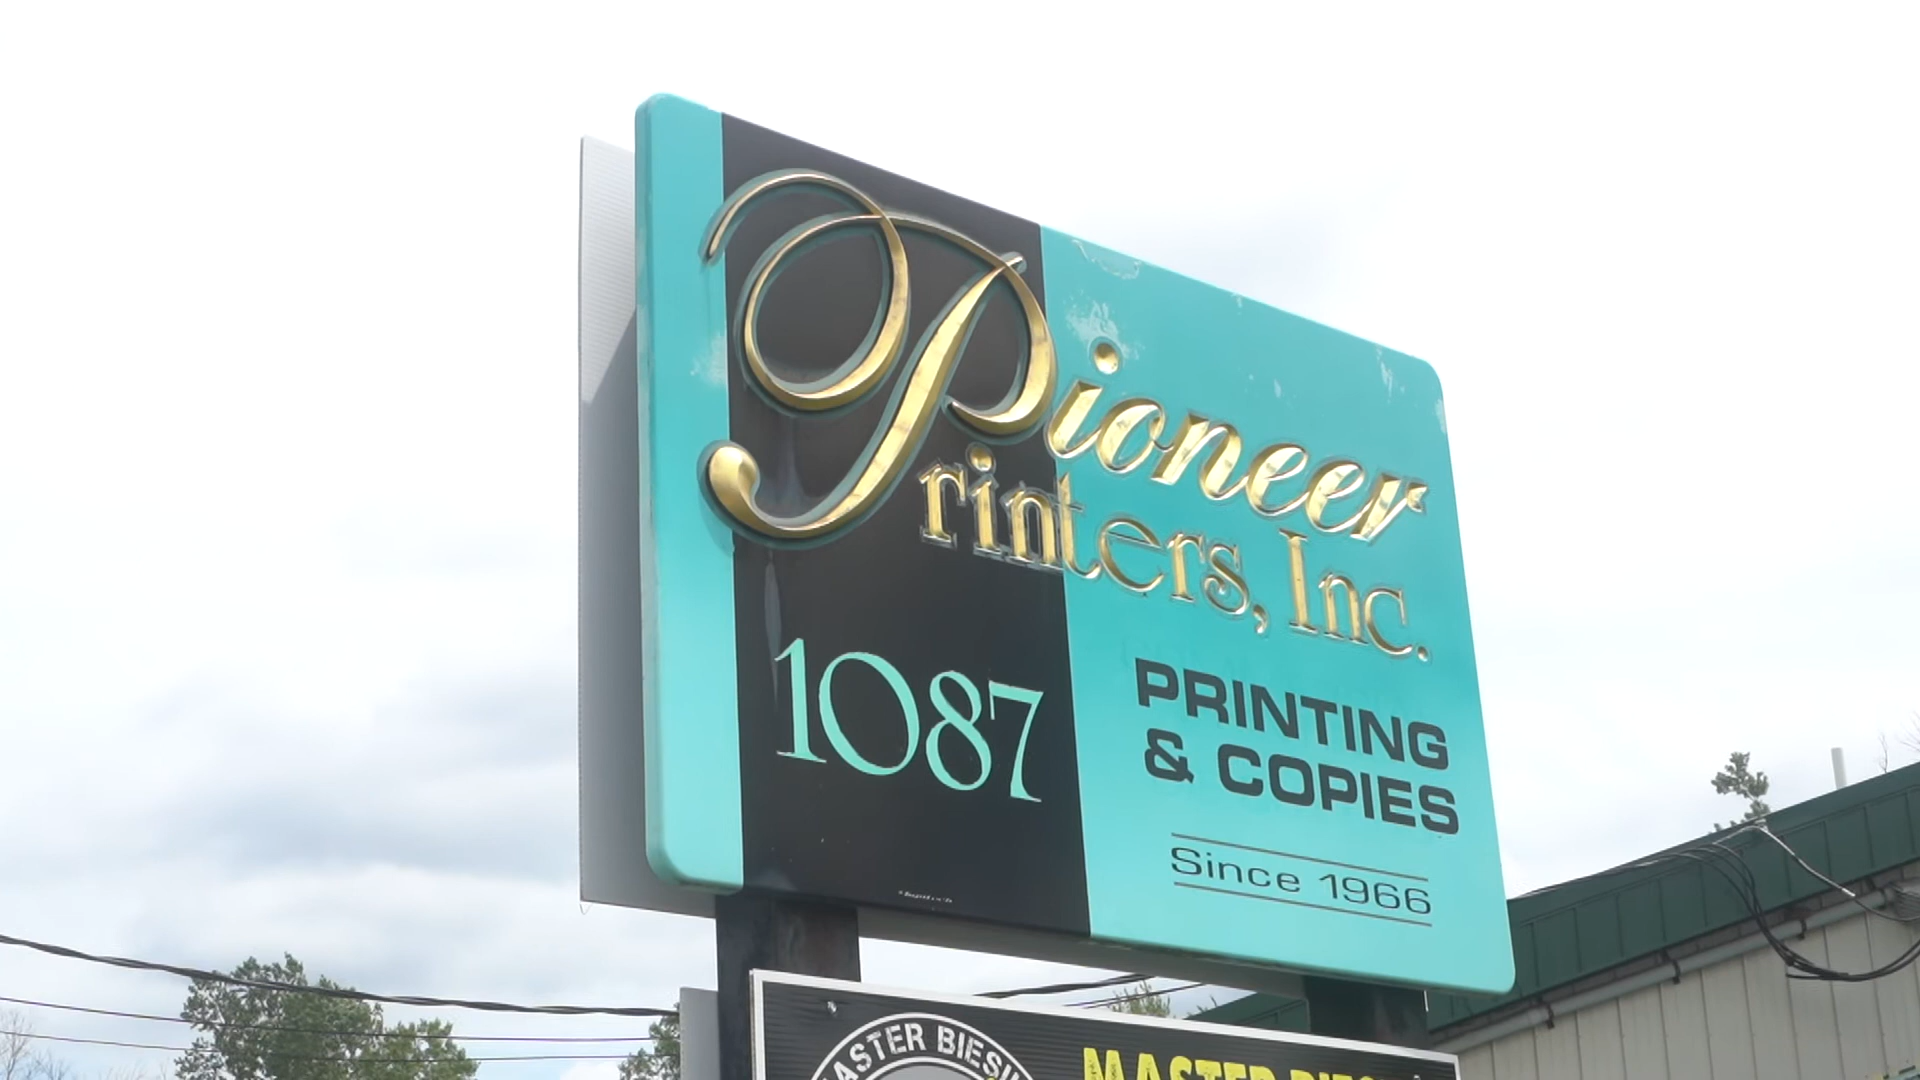 Pioneer
Printers, Inc.
1087
PRINTING
& COPIES
Since 1966
MASTER